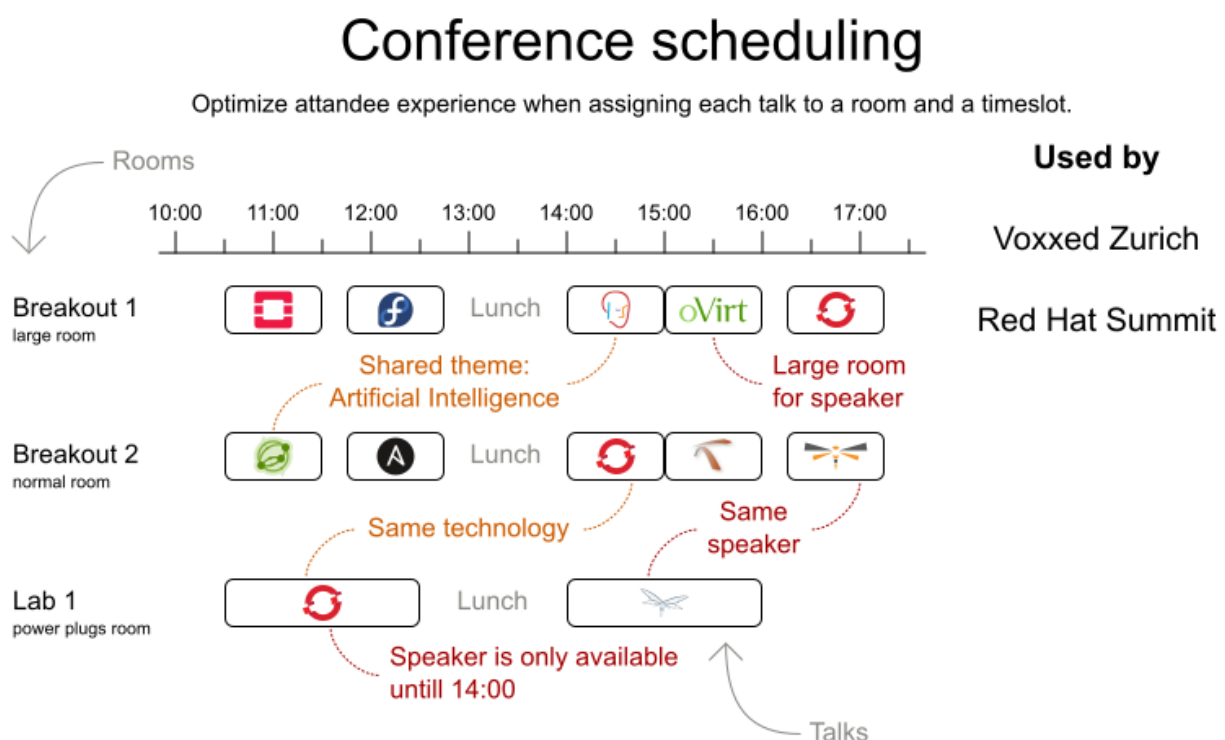 Conference scheduling
Optimize attandee experience when assigning each talk to a room and a timeslot.
Rooms
Used by
10:00 11:00 12:00 13:00 14:00 15:00 16:00 17:00
Voxxed Zurich
Red Hat Summit
Breakout 1
large room
Lunch
oVirt
Shared theme:
Artificial Intelligence
Large room
for speaker
Breakout 2
normal room
Lunch
Same technology
Same
speaker
Lab 1
power plugs room
Lunch
Speaker is only available
untill 14:00
Talks